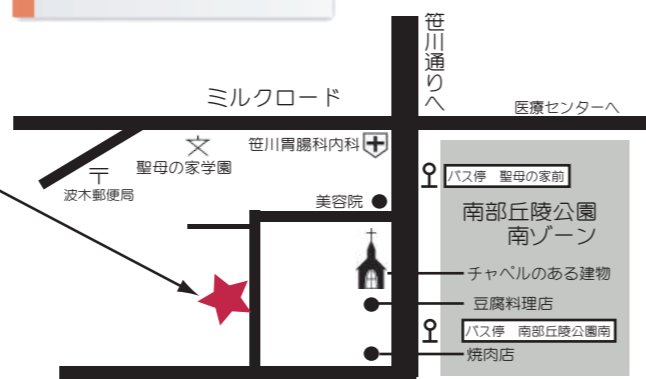 笹川通りへ
ミルクロード
医療センターへ
笹川胃腸科内科
文
聖母の家学園
〒
波木郵便局
バス停　聖母の家前
美容院
南部丘陵公園
南ゾーン
チャペルのある建物
豆腐料理店
バス停　南部丘陵公園南
焼肉店